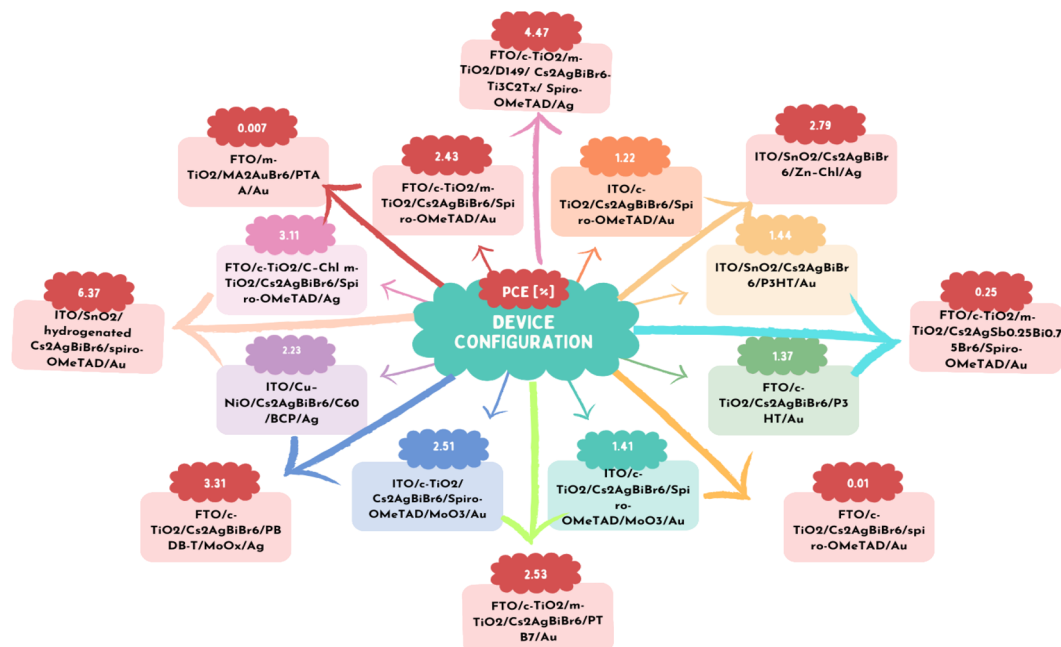 4.47
FTO/c-TiO2/m-
TiO2/D149/ Cs2AgBiBr6-
Ti3C2Tx/ Spiro-
OMeTAD/Ag
0.007
FTO/m-
TiO2/MA2AuBr6/PTA
A/Au
2.43
FTO/c-TiO2/m-
TiO2/Cs2AgBiBr6/Spi
ro-OMeTAD/Au
1.22
ITO/c-
TiO2/Cs2AgBiBr6/Spi
ro-OMeTAD/Au
2.79
ITO/SnO2/Cs2AgBiBr
6/Zn-Chl/Ag
3.11
FTO/c-TiO2/C-Chl m-
TiO2/Cs2AgBiBr6/Spi
ro-OMeTAD/Ag
1.44
ITO/SnO2/Cs2AgBiBr
6/P3HT/Au
6.37
ITO/SnO2/
hydrogenated
Cs2AgBiBr6/spiro-
OMeTAD/Au
PCE [%]
DEVICE
CONFIGURATION
0.25
FTO/c-TiO2/m-
TiO2/Cs2AgSb0.25Bi0.7
5Br6/Spiro-
OMeTAD/Au
2.23
ITO/Cu-
NiO/Cs2AgBiBr6/C60
/BCP/Ag
1.37
FTO/c-
TiO2/Cs2AgBiBr6/P3
HT/Au
3.31
FTO/c-
TiO2/Cs2AgBiBr6/PB
DB-T/MoOx/Ag
2.51
ITO/c-TiO2/
Cs2AgBiBr6/Spiro-
OMeTAD/MoO3/Au
1.41
ITO/c-
TiO2/Cs2AgBiBr6/Spi
ro-
OMeTAD/MoO3/Au
0.01
FTO/c-
TiO2/Cs2AgBiBr6/spi
ro-OMeTAD/Au
2.53
FTO/c-TiO2/m-
TiO2/Cs2AgBiBr6/PT
B7/Au